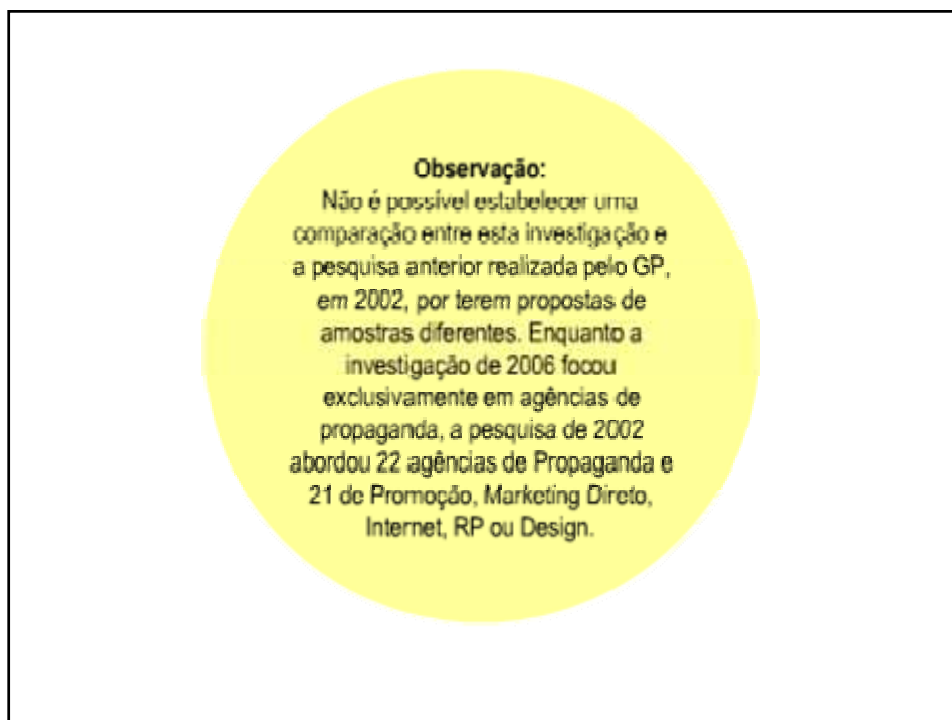 Observação:
Não é possível estabelecer uma
comparação entre esta investigação e
a pesquisa anterior realizada pelo GP,
em 2002, por terem propostas de
amostras diferentes. Enquanto a
investigação de 2006 focou
exclusivamente em agências de
propaganda, a pesquisa de 2002
abordou 22 agências de Propaganda e
21 de Promoção, Marketing Direto,
Internet, RP ou Design.